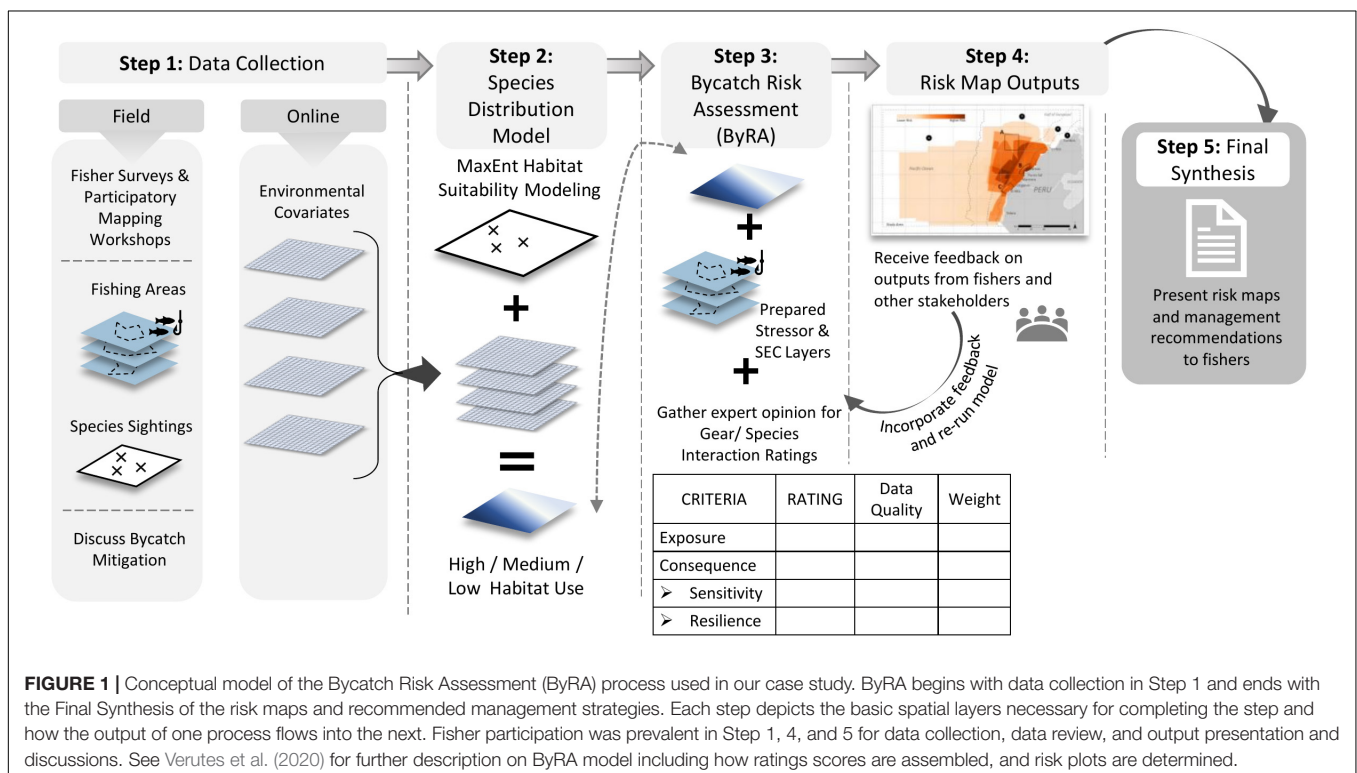 Step 1: Data Collection
Field
Online
Fisher Surveys &
Participatory
Mapping
Workshops
Fishing Areas
Species Sightings
Discuss Bycatch
Mitigation
Environmental
Covariates
Step 2:
Species
Distribution
Model
MaxEnt Habitat
Suitability Modeling
+
=
High / Medium /
Low Habitat Use
Step 3:
Bycatch Risk
Assessment
(ByRA)
+
Prepared
Stressor &
SEC Layers
+
Gather expert opinion for
Gear/ Species
Interaction Ratings
CRITERIA RATING Data Quality Weight
Exposure
Consequence
➢ Sensitivity
➢ Resilience
Step 4:
Risk Map Outputs
PERU
Receive feedback on
outputs from fishers and
other stakeholders
Incorporate feedback
and re-run model
Step 5: Final
Synthesis
Present risk maps
and management
recommendations
to fishers
FIGURE 1 | Conceptual model of the Bycatch Risk Assessment (ByRA) process used in our case study. ByRA begins with data collection in Step 1 and ends with
the Final Synthesis of the risk maps and recommended management strategies. Each step depicts the basic spatial layers necessary for completing the step and
how the output of one process flows into the next. Fisher participation was prevalent in Step 1, 4, and 5 for data collection, data review, and output presentation and
discussions. See Verutes et al. (2020) for further description on ByRA model including how ratings scores are assembled, and risk plots are determined.